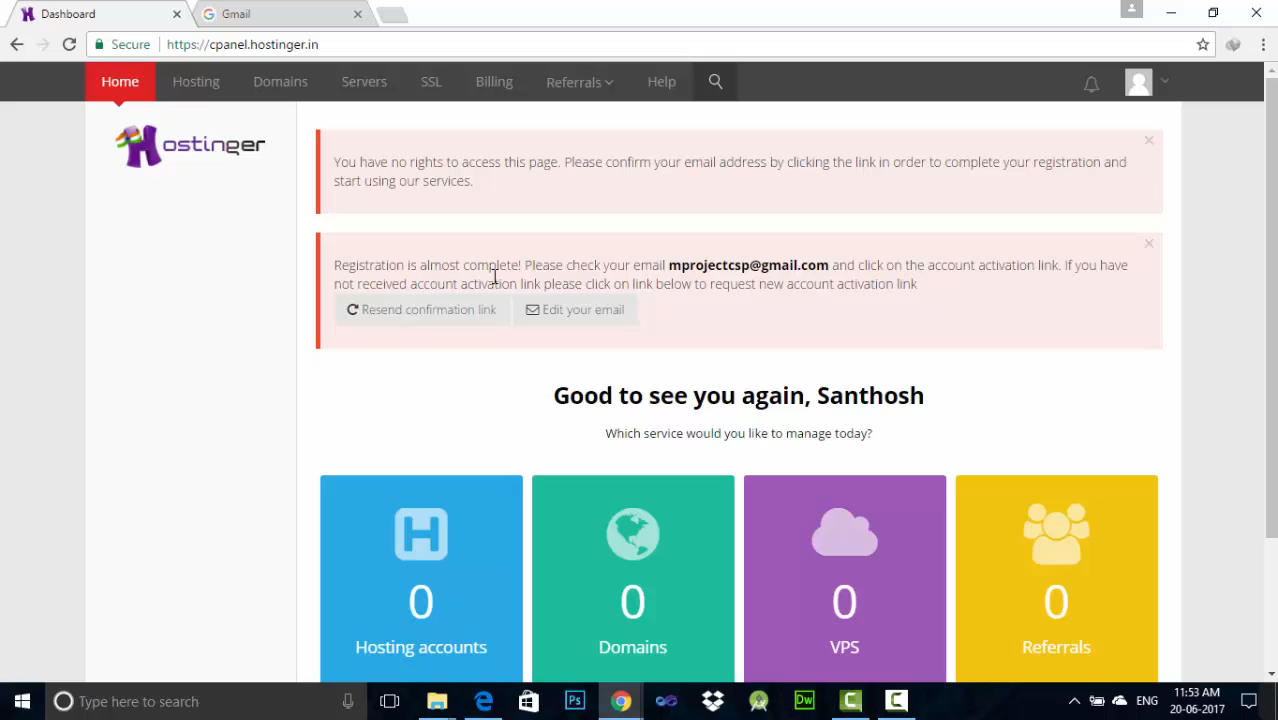 Dashboard
Gmail
Secure
https://cpanel.hostinger.in
Home
Hosting
Domains
Servers
SSL
Billing
Referrals
Help
Hostinger
You have no rights to access this page. Please confirm your email address by clicking the link in order to complete your registration and
start using our services.
Registration is almost complete! Please check your email mprojectcsp@gmail.com and click on the account activation link. If you have
not received account activation link please click on link below to request new account activation link
Resend confirmation link
Edit your email
Good to see you again, Santhosh
Which service would you like to manage today?
H
0
Hosting accounts
0
Domains
0
VPS
0
Referrals
Type here to search
Ps
Dw
ENG
11:53 AM
20-06-2017